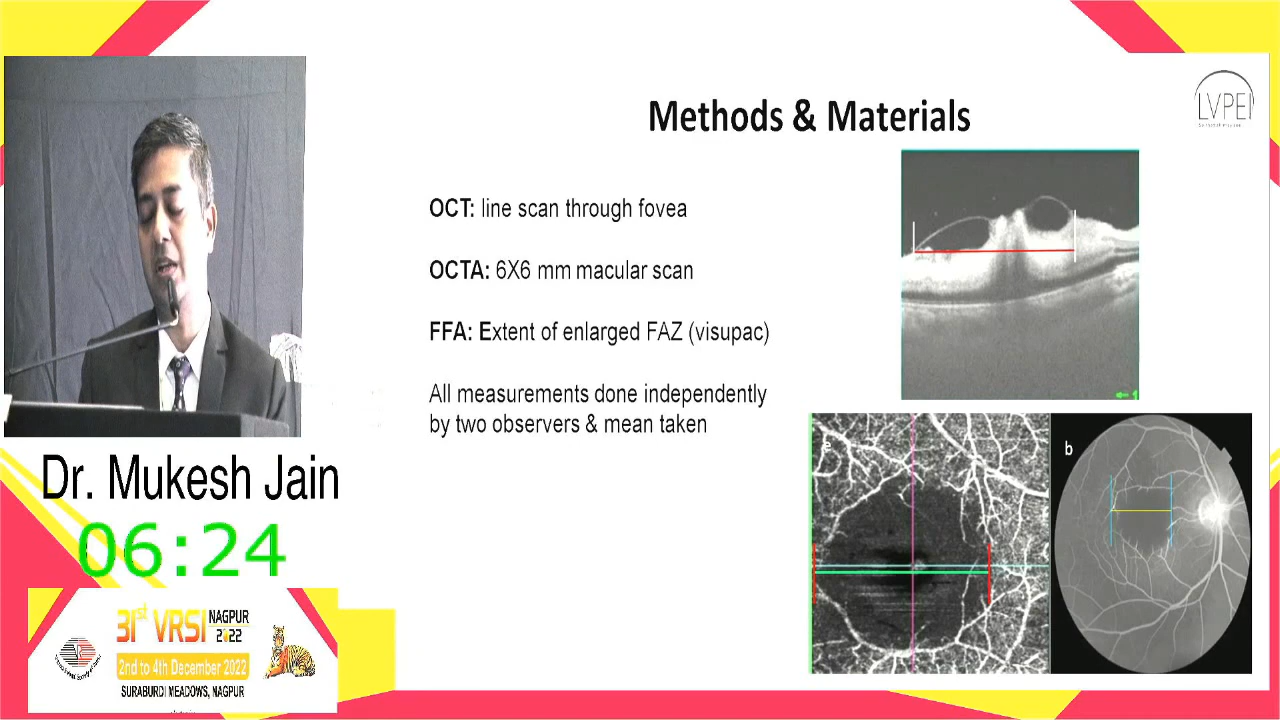 Methods & Materials
LVPEI
OCT: line scan through fovea
OCTA: 6X6 mm macular scan
FFA: Extent of enlarged FAZ (visupac)
All measurements done independently
by two observers & mean taken
e
b
Dr. Mukesh Jain
06:24
31st VRSI NAGPUR
2022
2nd to 4th December 2022
SURABURDI MEADOWS, NAGPUR